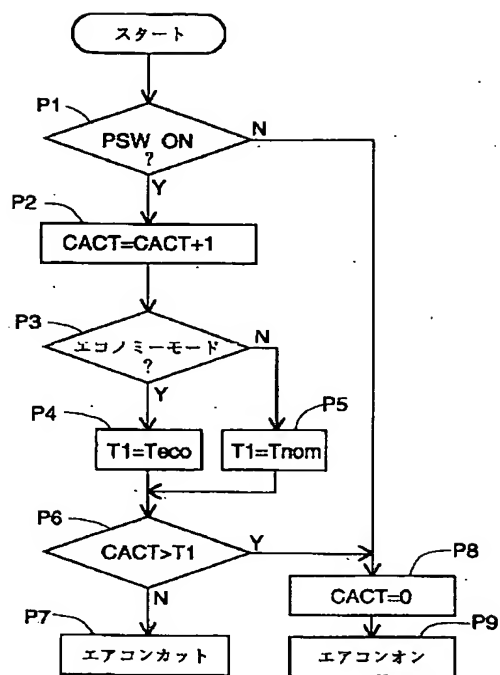 スタート
P1
PSW ON
?
N
Y
P2
CACT=CACT+1
P3
エコノミーモード
?
N
Y
P4
T1=Teco
P5
T1=Tnom
P6
CACT>T1
Y
N
P8
CACT=0
P7
エアコンカット
P9
エアコンオン